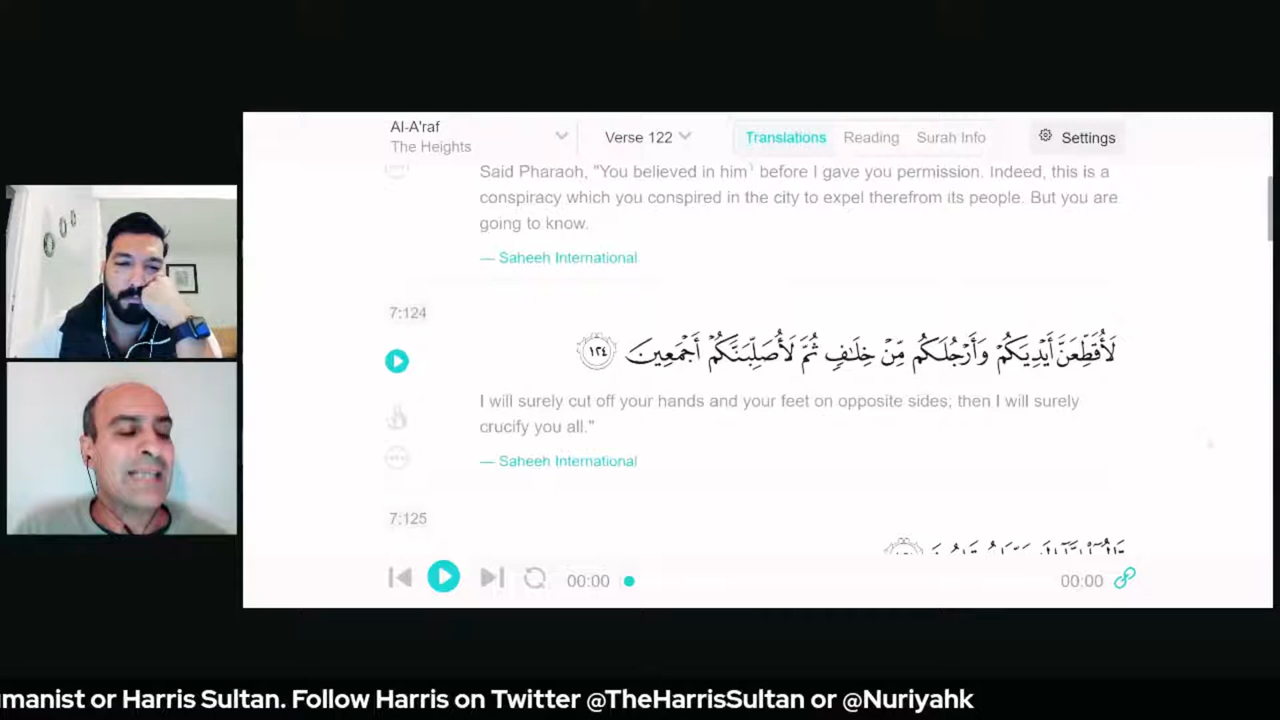 Al-A'raf
The Heights
Verse 122
Translations
Reading
Surah Info
Settings
Said Pharaoh, "You believed in him¹ before I gave you permission. Indeed, this is a
conspiracy which you conspired in the city to expel therefrom its people. But you are
going to know.
— Saheeh International
7:124
لَأُقَطِّعَنَّ أَيْدِيَكُمْ وَأَرْجُلَكُم مِّنْ خِلَـٰفٍ ثُمَّ لَأُصَلِّبَنَّكُمْ أَجْمَعِينَ ١٢٤
I will surely cut off your hands and your feet on opposite sides; then I will surely
crucify you all."
— Saheeh International
7:125
00:00
00:00
manist or Harris Sultan. Follow Harris on Twitter @TheHarrisSultan or @Nuriyahk